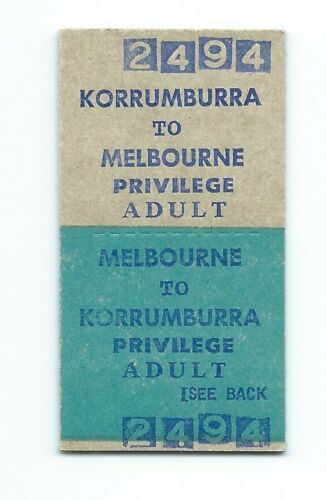 2494
KORRUMBURRA
TO
MELBOURNE
PRIVILEGE
ADULT
MELBOURNE
TO
KORRUMBURRA
PRIVILEGE
ADULT
[SEE BACK
2494